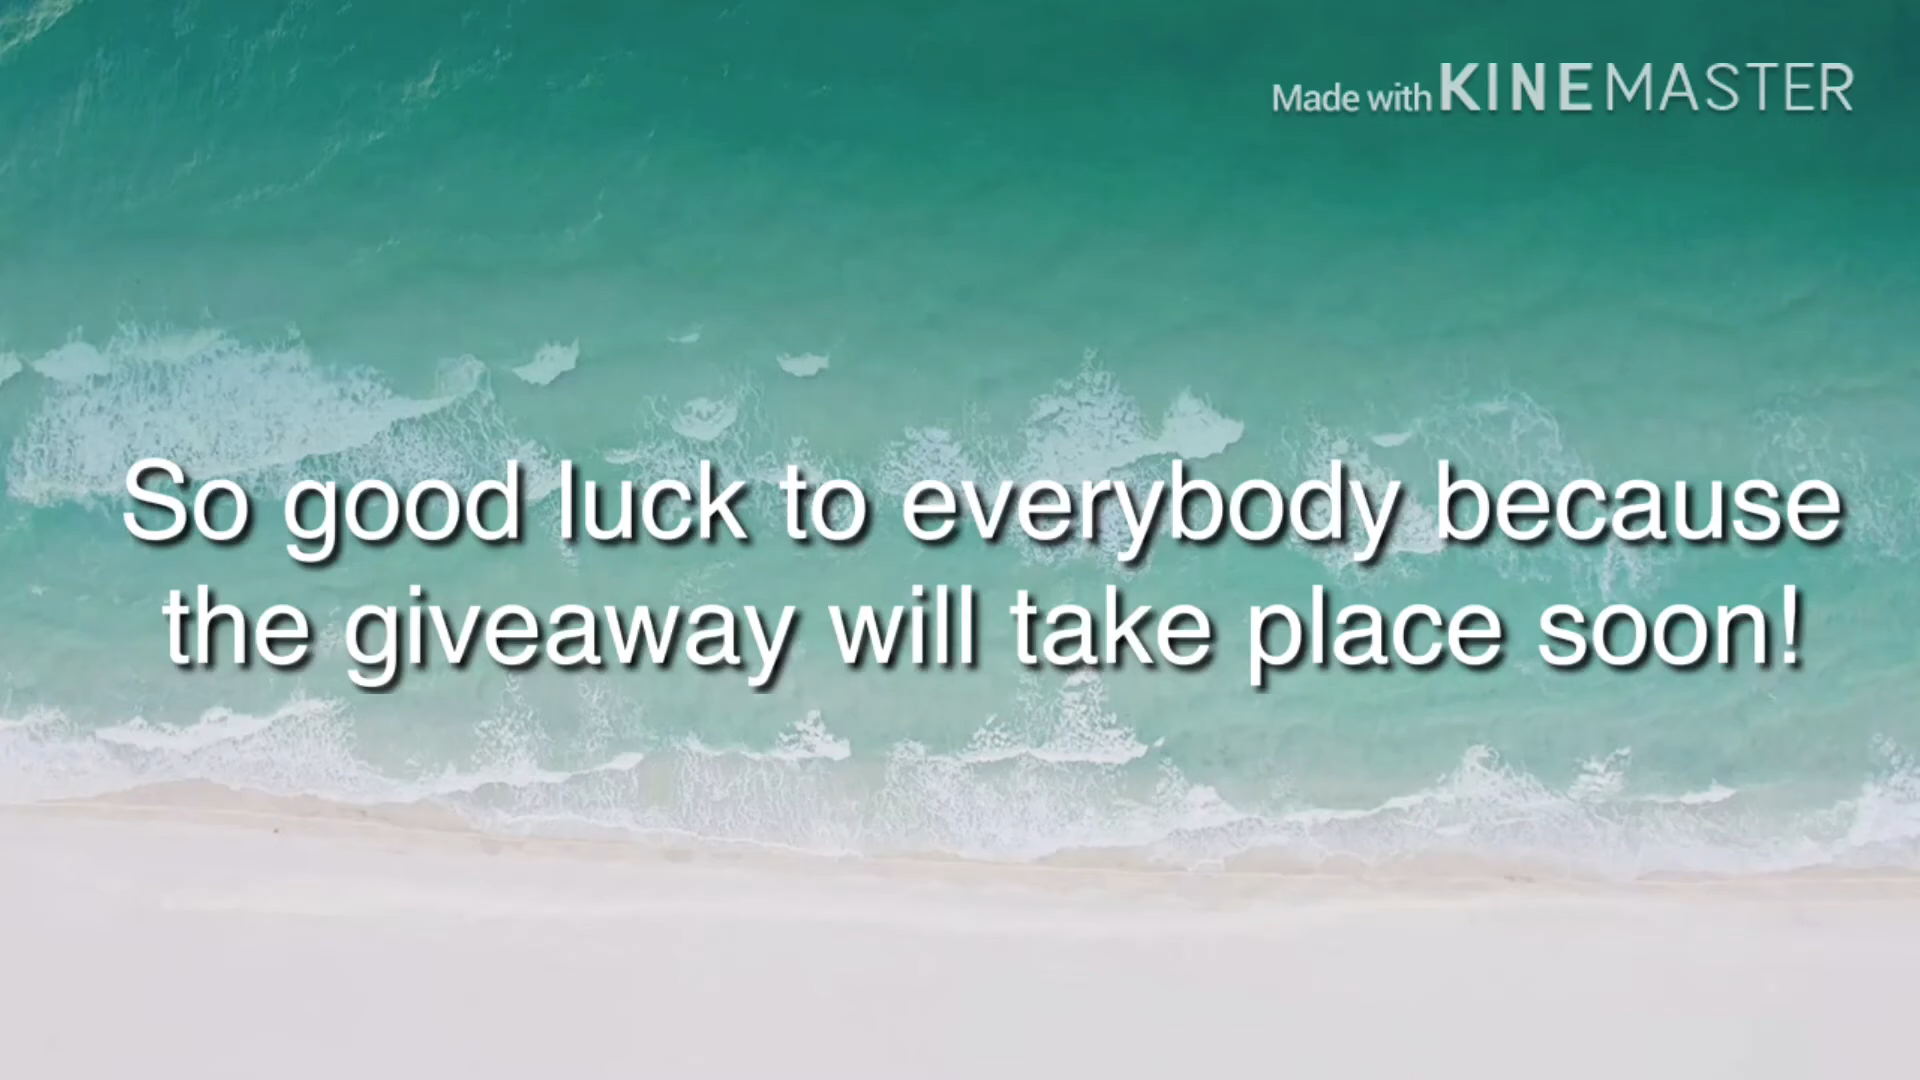 Made with KINEMASTER
So good luck to everybody because
the giveaway will take place soon!